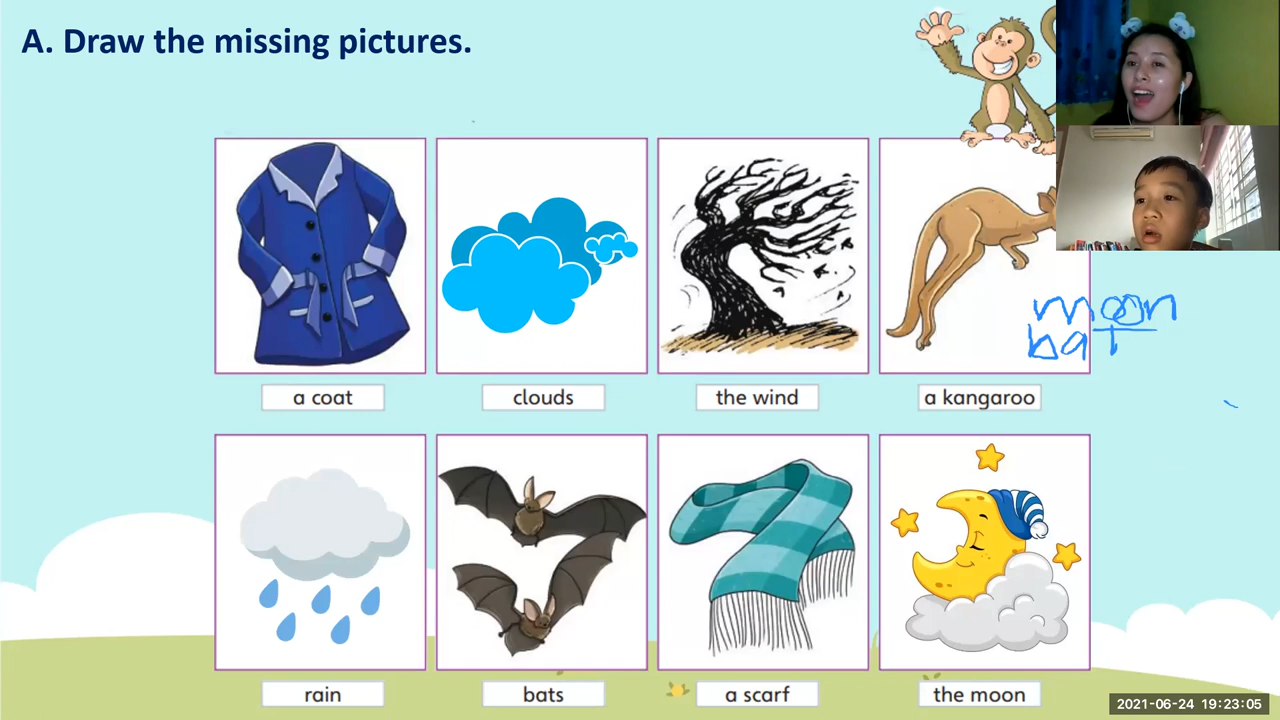 A. Draw the missing pictures.
a coat
clouds
the wind
a kangaroo
moon
bat
rain
bats
a scarf
the moon
2021-06-24 19:23:05